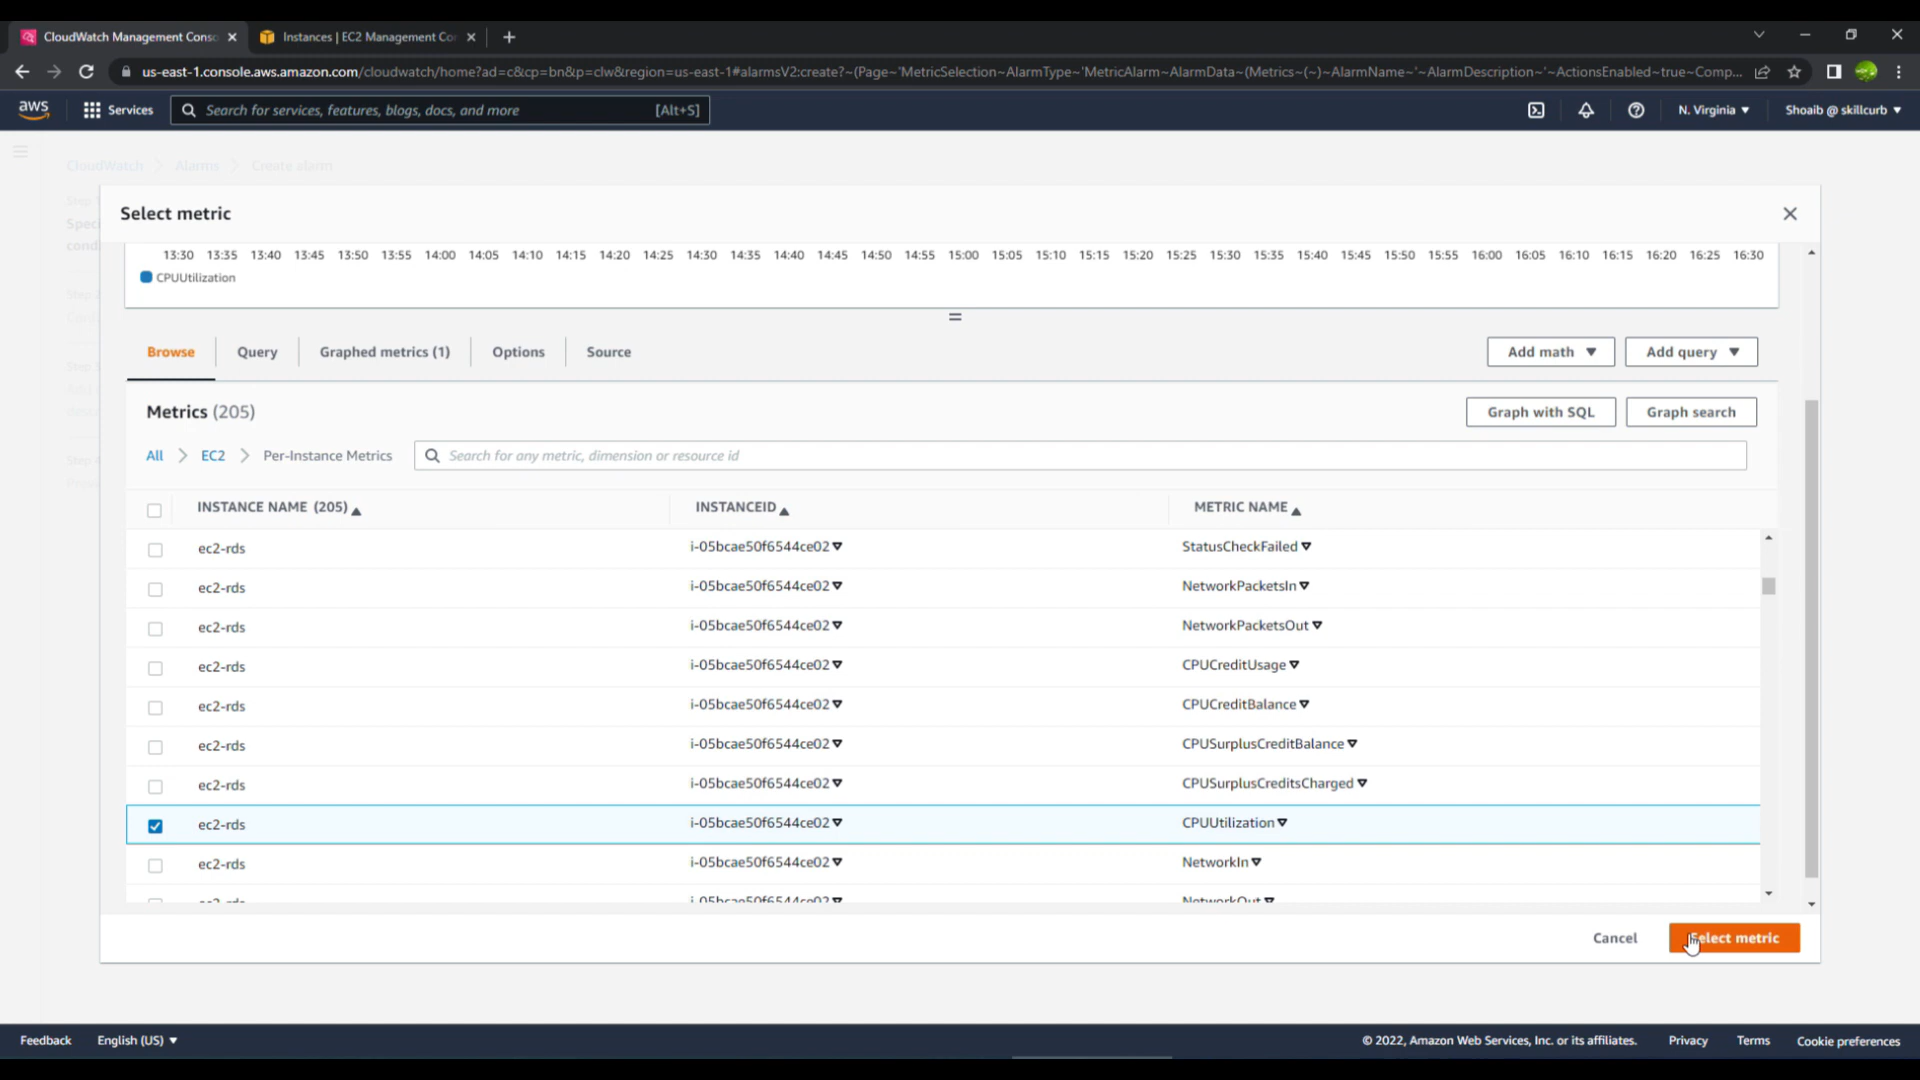 CloudWatch Management Conso
Instances | EC2 Management Con
us-east-1.console.aws.amazon.com/cloudwatch/home?ad=c&cp=bn&p=clw&region=us-east-1#alarmsV2:create?~(Page~'MetricSelection~AlarmType~'MetricAlarm~AlarmData~(Metrics~(~)~AlarmName~'~AlarmDescription~'~ActionsEnabled~true~Comp...
aws Services Search for services, features, blogs, docs, and more [Alt+S] N. Virginia Shoaib @ skillcurb
CloudWatch Alarms Create alarm
Select metric
13:30 13:35 13:40 13:45 13:50 13:55 14:00 14:05 14:10 14:15 14:20 14:25 14:30 14:35 14:40 14:45 14:50 14:55 15:00 15:05 15:10 15:15 15:20 15:25 15:30 15:35 15:40 15:45 15:50 15:55 16:00 16:05 16:10 16:15 16:20 16:25 16:30
CPUUtilization
Browse Query Graphed metrics (1) Options Source Add math Add query
Metrics (205) Graph with SQL Graph search
All EC2 Per-Instance Metrics Search for any metric, dimension or resource id
INSTANCE NAME (205) INSTANCEID METRIC NAME
ec2-rds i-05bcae50f6544ce02 StatusCheckFailed
ec2-rds i-05bcae50f6544ce02 NetworkPacketsIn
ec2-rds i-05bcae50f6544ce02 NetworkPacketsOut
ec2-rds i-05bcae50f6544ce02 CPUCreditUsage
ec2-rds i-05bcae50f6544ce02 CPUCreditBalance
ec2-rds i-05bcae50f6544ce02 CPUSurplusCreditBalance
ec2-rds i-05bcae50f6544ce02 CPUSurplusCreditsCharged
ec2-rds i-05bcae50f6544ce02 CPUUtilization
ec2-rds i-05bcae50f6544ce02 NetworkIn
ec2-rds i-05bcae50f6544ce02 NetworkOut
Cancel Select metric
Feedback English (US) © 2022, Amazon Web Services, Inc. or its affiliates. Privacy Terms Cookie preferences